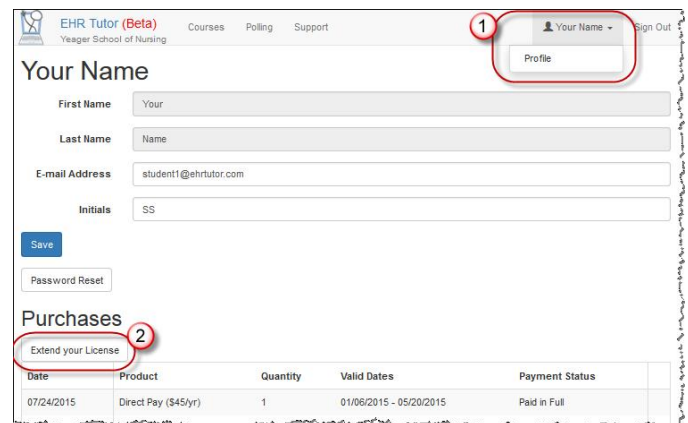 EHR Tutor (Beta) Courses Polling Support 1 Your Name Sign Out
Yeager School of Nursing
Profile
Your Name
First Name Your
Last Name Name
E-mail Address student1@ehrtutor.com
Initials SS
Save
Password Reset
Purchases
2
Extend your License
Date Product Quantity Valid Dates Payment Status
07/24/2015 Direct Pay ($45/yr) 1 01/06/2015 - 05/20/2015 Paid in Full